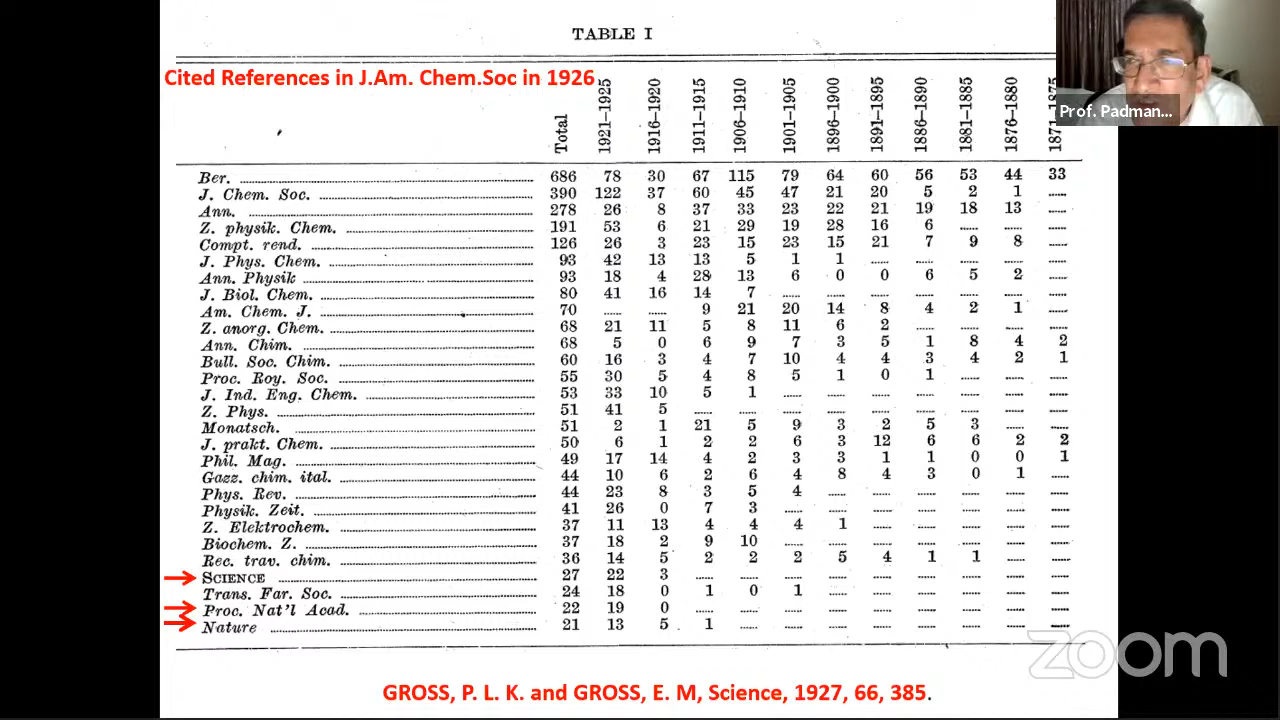 TABLE I
Cited References in J.Am. Chem.Soc in 1926
Total 1921–1925 1916–1920 1911–1915 1906–1910 1901–1905 1896–1900 1891–1895 1886–1890 1881–1885 1876–1880
Prof. Padman...
Ber. 686 78 30 67 115 79 64 60 56 53 44 33
J. Chem. Soc. 390 122 37 60 45 47 21 20 5 2 1 ......
Ann. 278 26 8 37 33 23 22 21 19 18 13 ......
Z. physik. Chem. 191 53 6 21 29 19 28 16 6 ...... ...... ......
Compt. rend. 126 26 3 23 15 23 15 21 7 9 8 ......
J. Phys. Chem. 93 42 13 13 5 1 1 ...... ...... ...... ...... ......
Ann. Physik 93 18 4 28 13 6 0 0 6 5 2 ......
J. Biol. Chem. 80 41 16 14 7 ...... ...... ...... ...... ...... ...... ......
Am. Chem. J. 70 ...... ...... 9 21 20 14 8 4 2 1 ......
Z. anorg. Chem. 68 21 11 5 8 11 6 2 ...... ...... ...... ......
Ann. Chim. 68 5 0 6 9 7 3 5 1 8 4 2
Bull. Soc. Chim. 60 16 3 4 7 10 4 4 3 4 2 1
Proc. Roy. Soc. 55 30 5 4 8 5 1 0 1 ...... ...... ......
J. Ind. Eng. Chem. 53 33 10 5 1 ...... ...... ...... ...... ...... ...... ......
Z. Phys. 51 41 5 ...... ...... ...... ...... ...... ...... ...... ...... ......
Monatsch. 51 2 1 21 5 9 3 2 5 3 ...... ......
J. prakt. Chem. 50 6 1 2 2 6 3 12 6 6 2 2
Phil. Mag. 49 17 14 4 2 3 3 1 1 0 0 1
Gazz. chim. ital. 44 10 6 2 6 4 8 4 3 0 1 ......
Phys. Rev. 44 23 8 3 5 4 ...... ...... ...... ...... ...... ......
Physik. Zeit. 41 26 0 7 3 ...... ...... ...... ...... ...... ...... ......
Z. Elektrochem. 37 11 13 4 4 4 1 ...... ...... ...... ...... ......
Biochem. Z. 37 18 2 9 10 ...... ...... ...... ...... ...... ...... ......
Rec. trav. chim. 36 14 5 2 2 2 5 4 1 1 ...... ......
SCIENCE 27 22 3 ...... ...... ...... ...... ...... ...... ...... ...... ......
Trans. Far. Soc. 24 18 0 1 0 1 ...... ...... ...... ...... ...... ......
Proc. Nat'l Acad. 22 19 0 ...... ...... ...... ...... ...... ...... ...... ...... ......
Nature 21 13 5 1 ...... ...... ...... ...... ...... ...... ...... ......
zoom
GROSS, P. L. K. and GROSS, E. M, Science, 1927, 66, 385.